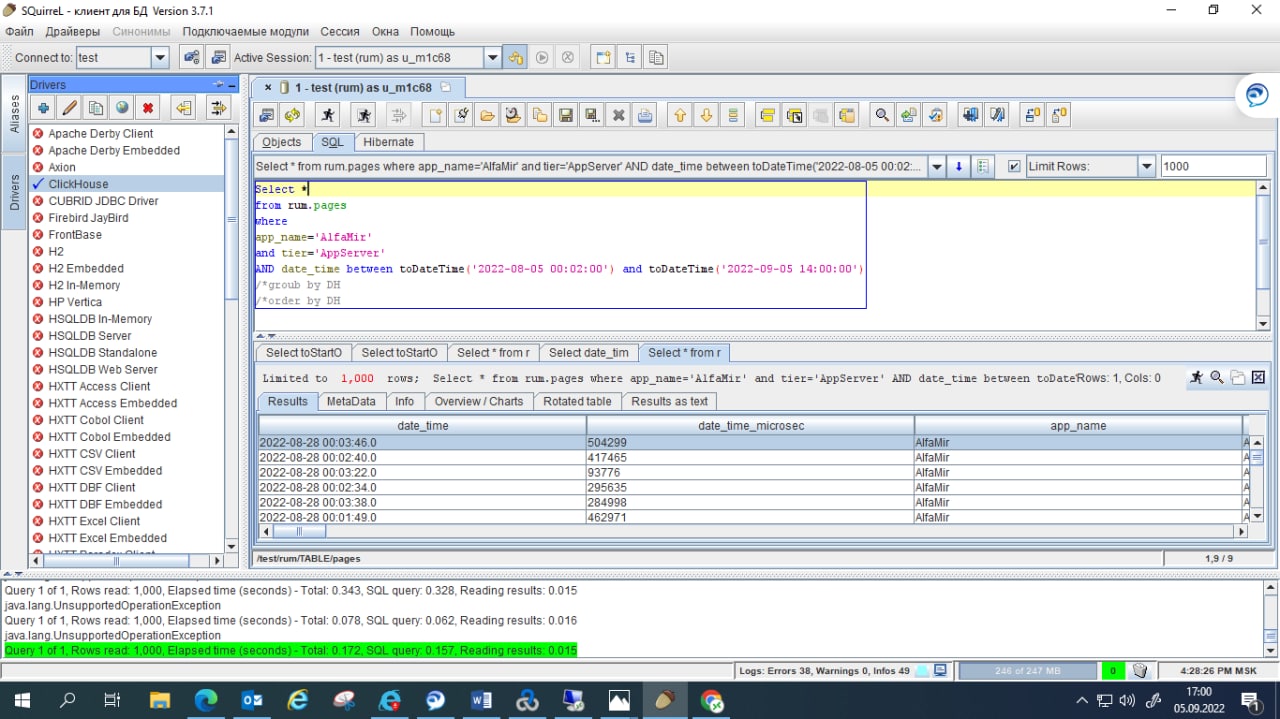 SQuirreL - клиент для БД  Version 3.7.1
Файл Драйверы Синонимы Подключаемые модули Сессия Окна Помощь
Connect to: test Active Session: 1 - test (rum) as u_m1c68
Drivers
1 - test (rum) as u_m1c68
Aliases
Drivers
Objects SQL Hibernate
Select * from rum.pages where app_name='AlfaMir' and tier='AppServer' AND date_time between toDateTime('2022-08-05 00:02:... Limit Rows: 1000
Apache Derby Client
Apache Derby Embedded
Axion
ClickHouse
CUBRID JDBC Driver
Firebird JayBird
FrontBase
H2
H2 Embedded
H2 In-Memory
HP Vertica
HSQLDB In-Memory
HSQLDB Server
HSQLDB Standalone
HSQLDB Web Server
HXTT Access Client
HXTT Access Embedded
HXTT Cobol Client
HXTT Cobol Embedded
HXTT CSV Client
HXTT CSV Embedded
HXTT DBF Client
HXTT DBF Embedded
HXTT Excel Client
HXTT Excel Embedded
HXTT Paradox Client
Select *
from rum.pages
where
app_name='AlfaMir'
and tier='AppServer'
AND date_time between toDateTime('2022-08-05 00:02:00') and toDateTime('2022-09-05 14:00:00')
/*groub by DH
/*order by DH
Select toStartO Select toStartO Select * from r Select date_tim Select * from r
Limited to 1,000 rows; Select * from rum.pages where app_name='AlfaMir' and tier='AppServer' AND date_time between toDate Rows: 1, Cols: 0
Results MetaData Info Overview / Charts Rotated table Results as text
date_time date_time_microsec app_name
2022-08-28 00:03:46.0 504299 AlfaMir A
2022-08-28 00:02:40.0 417465 AlfaMir A
2022-08-28 00:03:22.0 93776 AlfaMir A
2022-08-28 00:02:34.0 295635 AlfaMir A
2022-08-28 00:03:38.0 284998 AlfaMir A
2022-08-28 00:01:49.0 462971 AlfaMir A
/test/rum/TABLE/pages 1,9 / 9
Query 1 of 1, Rows read: 1,000, Elapsed time (seconds) - Total: 0.343, SQL query: 0.328, Reading results: 0.015
java.lang.UnsupportedOperationException
Query 1 of 1, Rows read: 1,000, Elapsed time (seconds) - Total: 0.078, SQL query: 0.062, Reading results: 0.016
java.lang.UnsupportedOperationException
Query 1 of 1, Rows read: 1,000, Elapsed time (seconds) - Total: 0.172, SQL query: 0.157, Reading results: 0.015
Logs: Errors 38, Warnings 0, Infos 49 246 of 247 MB 0 4:28:26 PM MSK
17:00
05.09.2022
1